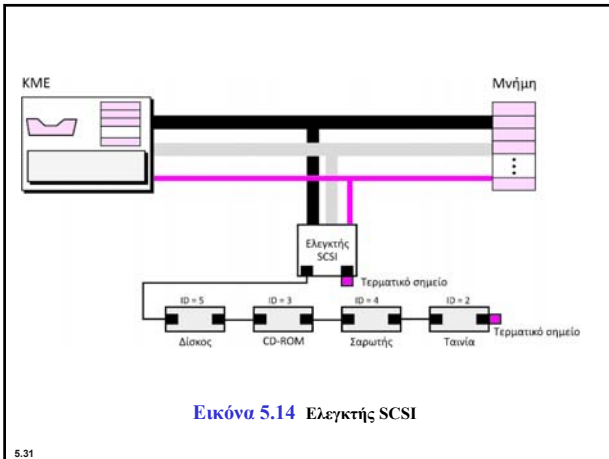 ΚΜΕ
Μνήμη
Ελεγκτής
SCSI
Τερματικό σημείο
ID = 5
ID = 3
ID = 4
ID = 2
Τερματικό σημείο
Δίσκος
CD-ROM
Σαρωτής
Ταινία
Εικόνα 5.14 Ελεγκτής SCSI
5.31